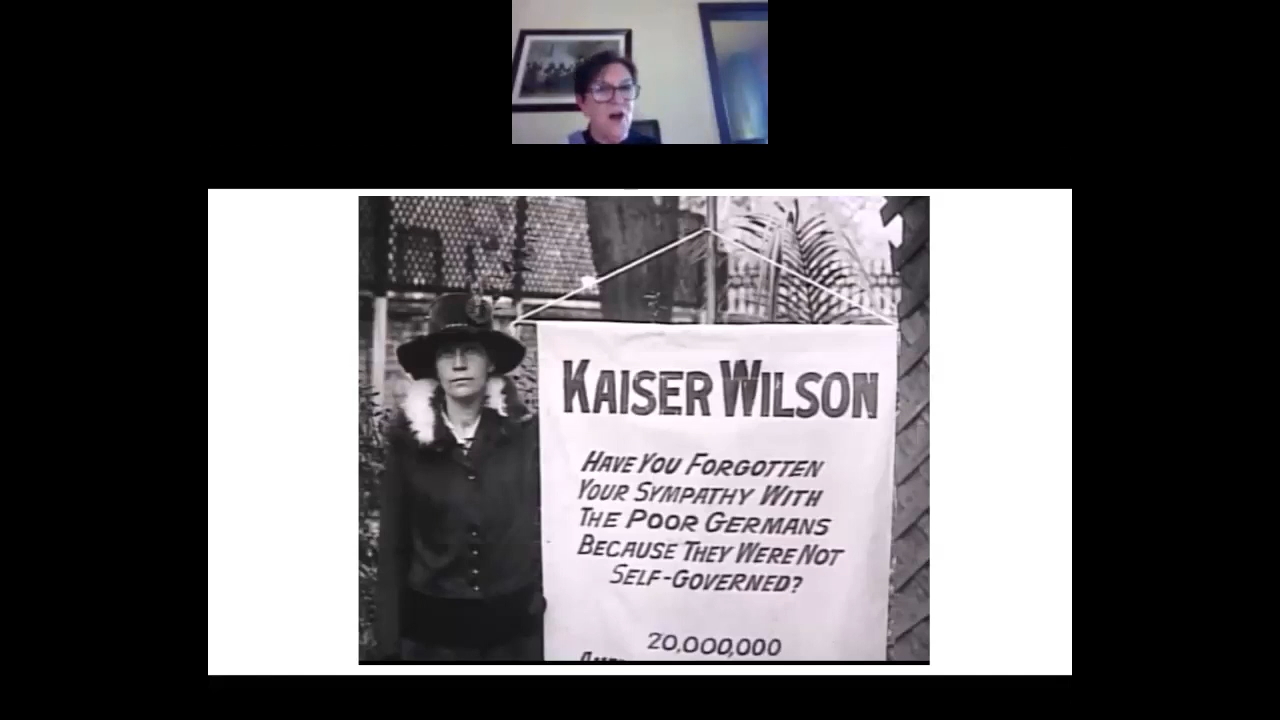 KAISER WILSON
HAVE YOU FORGOTTEN
YOUR SYMPATHY WITH
THE POOR GERMANS
BECAUSE THEY WERE NOT
SELF-GOVERNED?
20,000,000